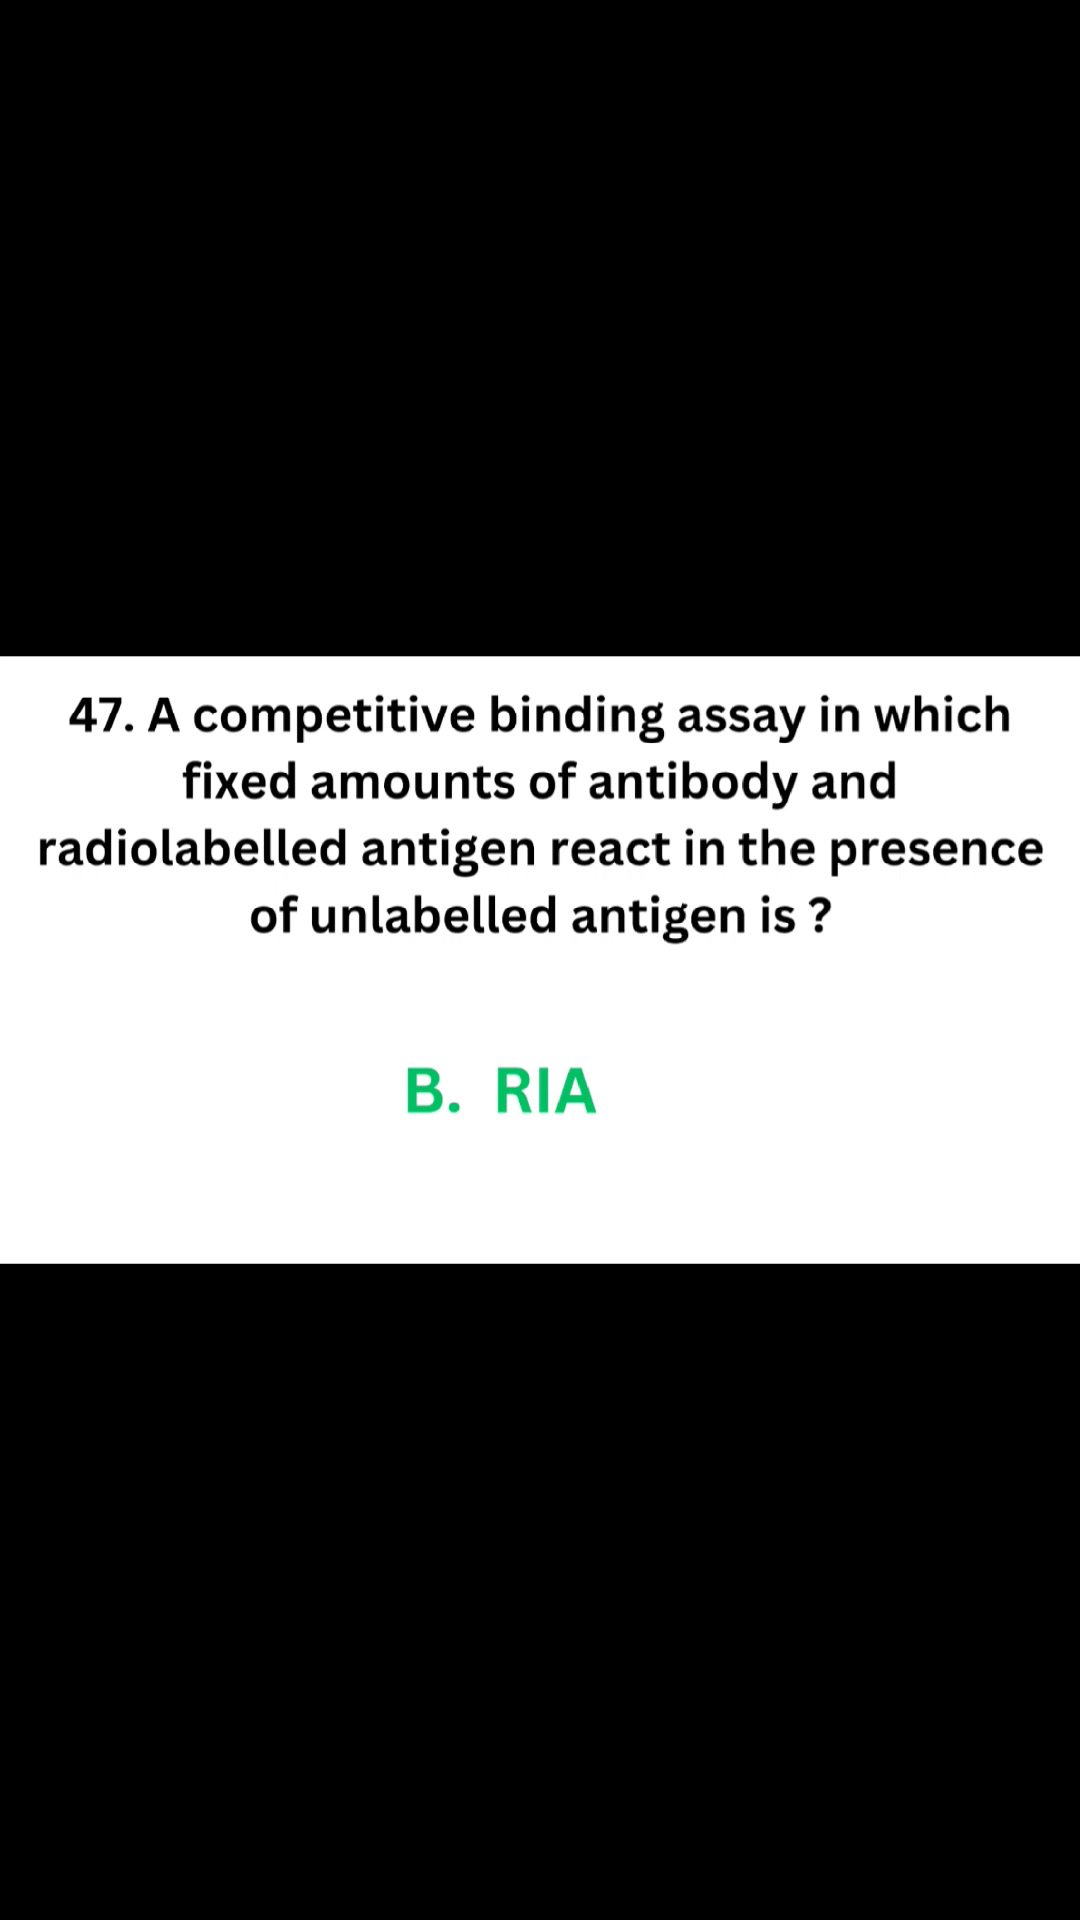 47. A competitive binding assay in which
fixed amounts of antibody and
radiolabelled antigen react in the presence
of unlabelled antigen is ?
B. RIA